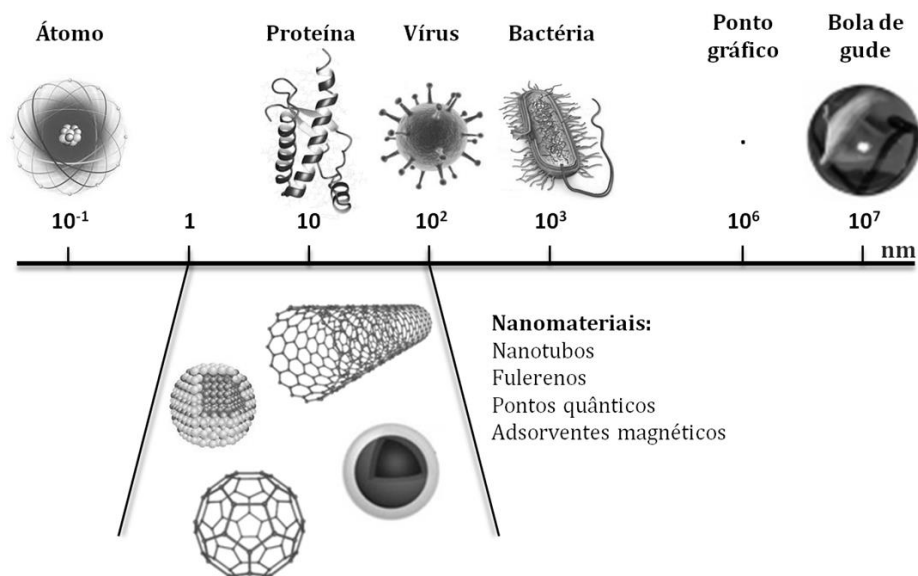 Átomo
Proteína
Vírus
Bactéria
Ponto
gráfico
Bola de
gude
10⁻¹
1
10
10²
10³
10⁶
10⁷
nm
Nanomateriais:
Nanotubos
Fulerenos
Pontos quânticos
Adsorventes magnéticos